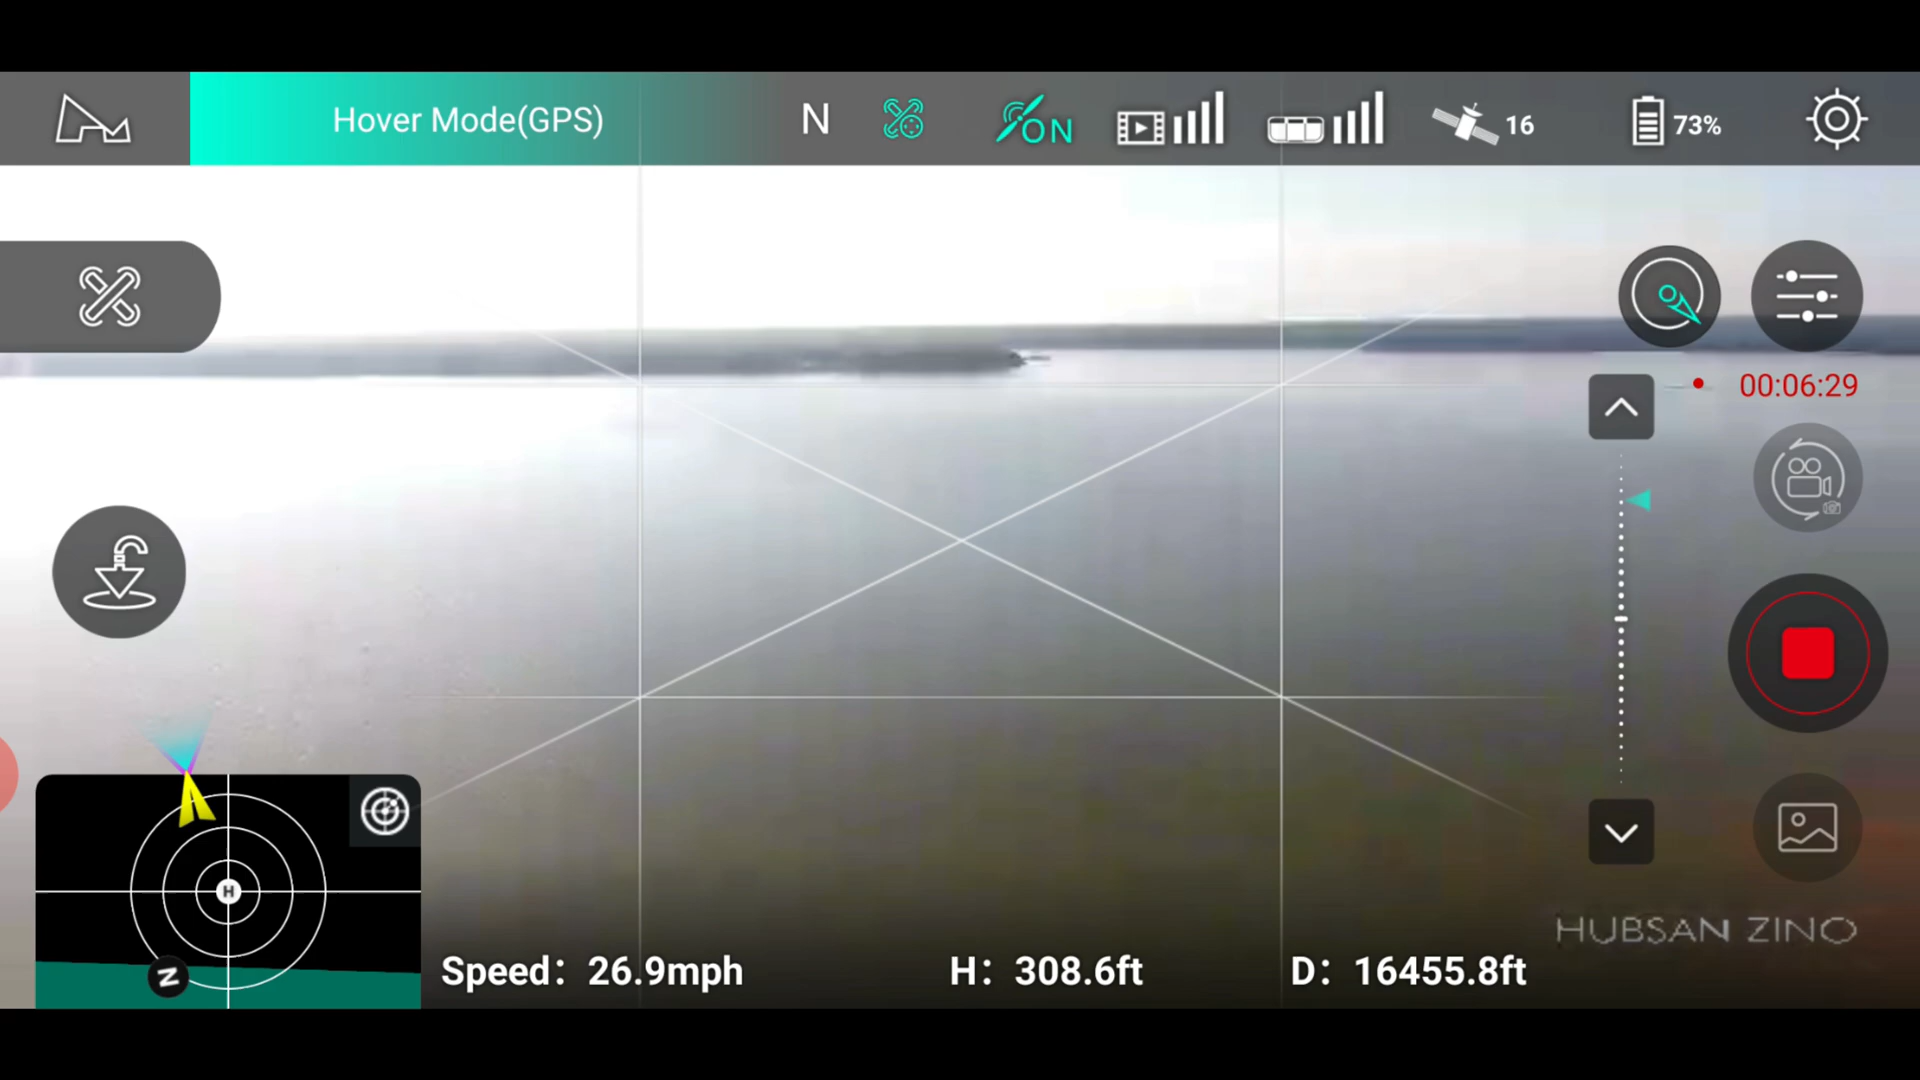 Hover Mode(GPS)
N
ON
16
73%
00:06:29
H
N
HUBSAN ZINO
Speed: 26.9mph
H: 308.6ft
D: 16455.8ft